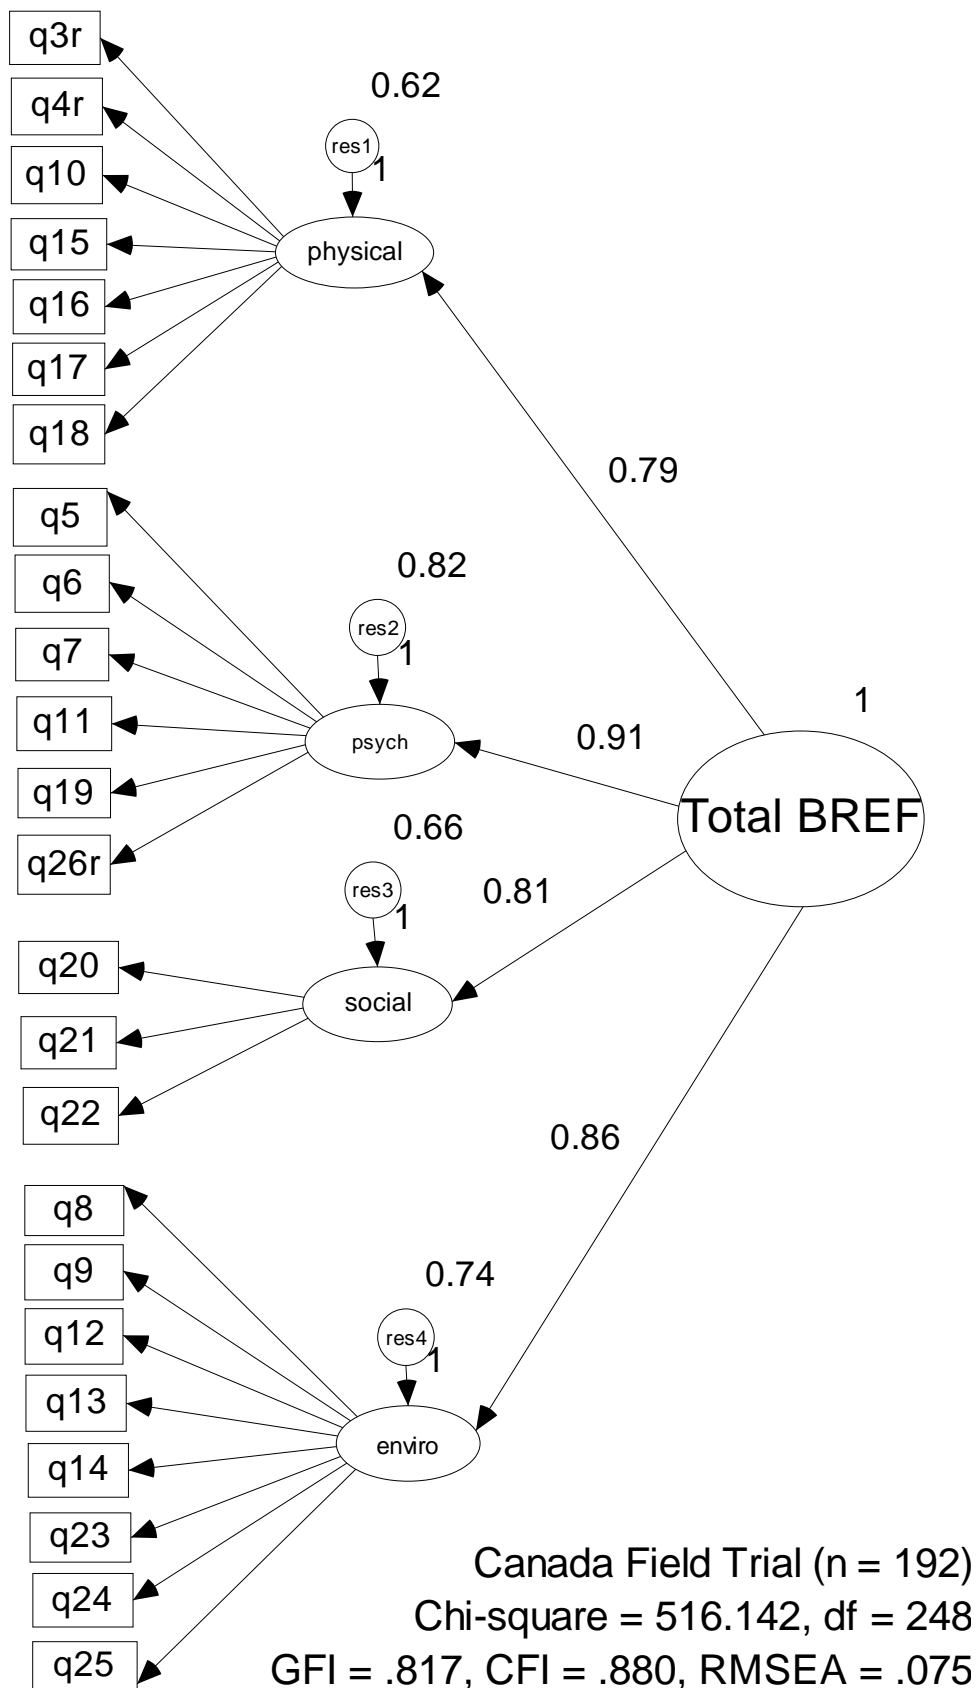 q3r
q4r
q10
q15
q16
q17
q18
0.62
res1
1
physical
0.79
q5
q6
q7
q11
q19
q26r
0.82
res2
1
psych
0.91
1
Total BREF
0.66
res3
1
0.81
q20
q21
q22
social
0.86
q8
q9
q12
q13
q14
q23
q24
q25
0.74
res4
1
enviro
Canada Field Trial (n = 192)
Chi-square = 516.142, df = 248
GFI = .817, CFI = .880, RMSEA = .075